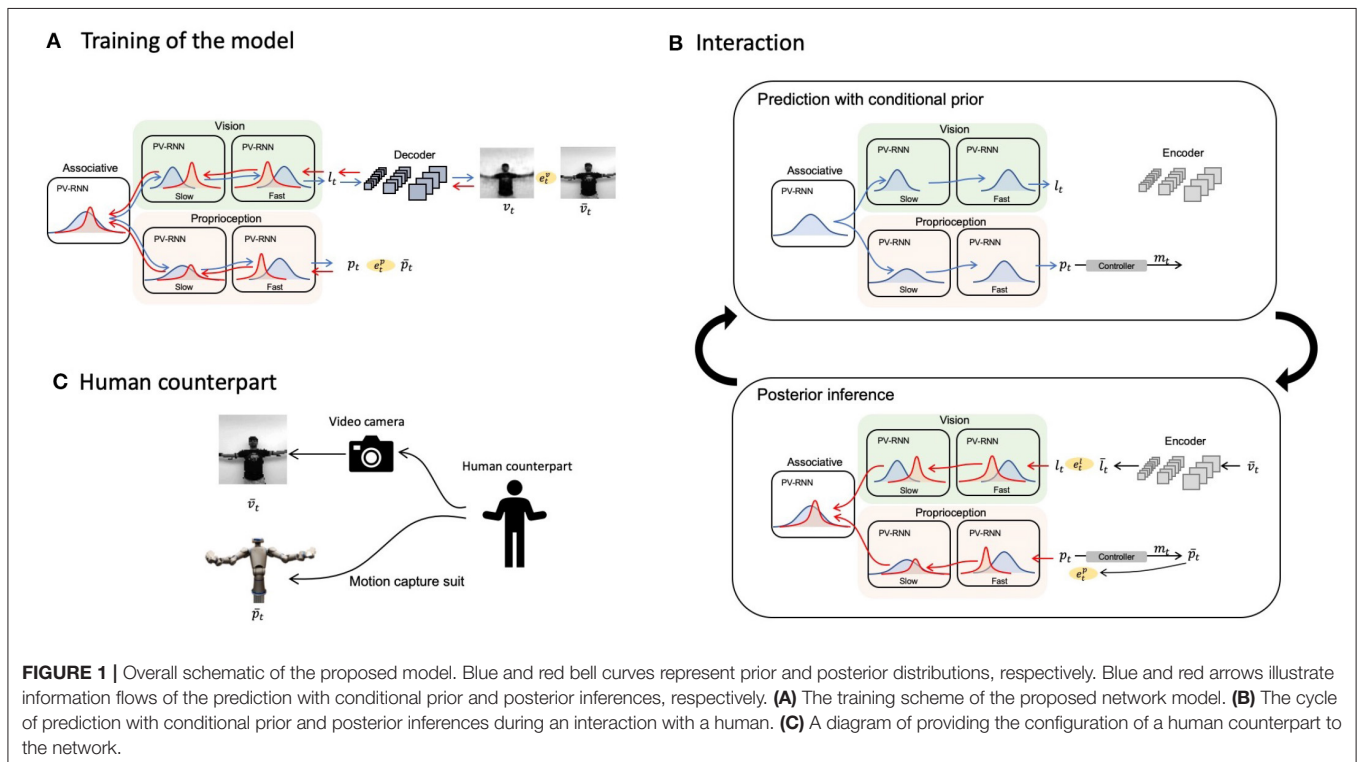 A Training of the model
Vision
Associative
PV-RNN
PV-RNN
PV-RNN
Slow
Fast
l_t
Decoder
v_t
e_t^v
v̄_t
Proprioception
PV-RNN
PV-RNN
Slow
Fast
p_t
e_t^p
p̄_t
B Interaction
Prediction with conditional prior
Vision
Associative
PV-RNN
PV-RNN
PV-RNN
Slow
Fast
l_t
Encoder
Proprioception
PV-RNN
PV-RNN
Slow
Fast
p_t
Controller
m_t
Posterior inference
Vision
Associative
PV-RNN
PV-RNN
PV-RNN
Slow
Fast
l_t
e_t^l
l̄_t
Encoder
v̄_t
Proprioception
PV-RNN
PV-RNN
Slow
Fast
p_t
Controller
m_t
p̄_t
e_t^p
C Human counterpart
Video camera
Human counterpart
v̄_t
Motion capture suit
p̄_t
FIGURE 1 | Overall schematic of the proposed model. Blue and red bell curves represent prior and posterior distributions, respectively. Blue and red arrows illustrate
information flows of the prediction with conditional prior and posterior inferences, respectively. (A) The training scheme of the proposed network model. (B) The cycle
of prediction with conditional prior and posterior inferences during an interaction with a human. (C) A diagram of providing the configuration of a human counterpart to
the network.